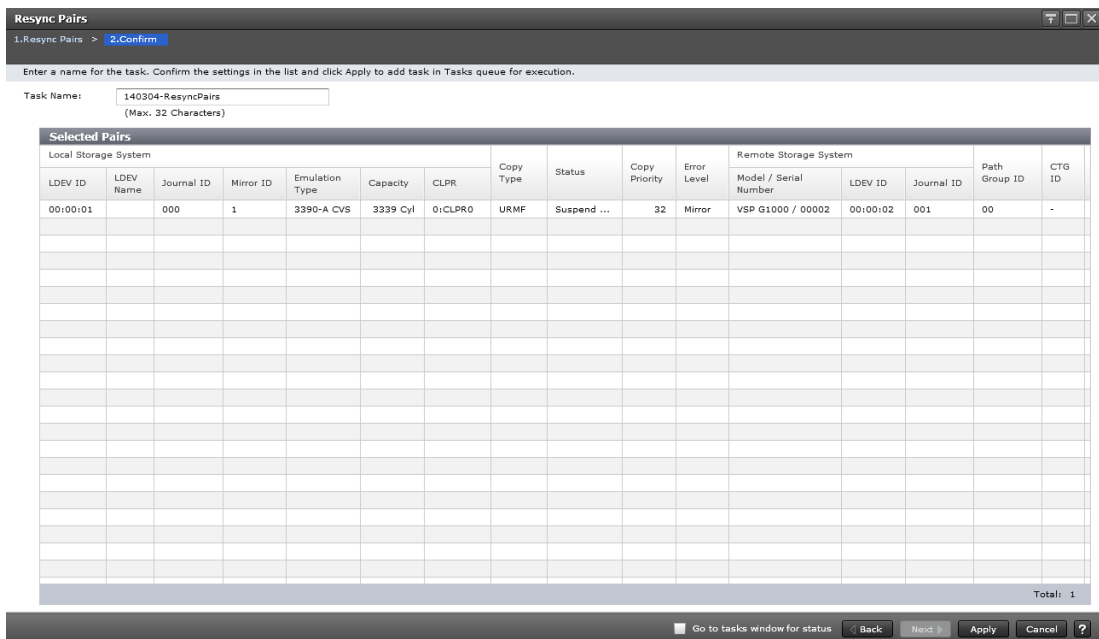 Resync Pairs
1.Resync Pairs > 2.Confirm
Enter a name for the task. Confirm the settings in the list and click Apply to add task in Tasks queue for execution.
Task Name: 140304-ResyncPairs
(Max. 32 Characters)
Selected Pairs
Local Storage System Copy Type Status Copy Priority Error Level Remote Storage System Path Group ID CTG ID
LDEV ID LDEV Name Journal ID Mirror ID Emulation Type Capacity CLPR Model / Serial Number LDEV ID Journal ID
00:00:01 000 1 3390-A CVS 3339 Cyl 0:CLPR0 URMF Suspend ... 32 Mirror VSP G1000 / 00002 00:00:02 001 00 -
Total: 1
Go to tasks window for status Back Next Apply Cancel ?